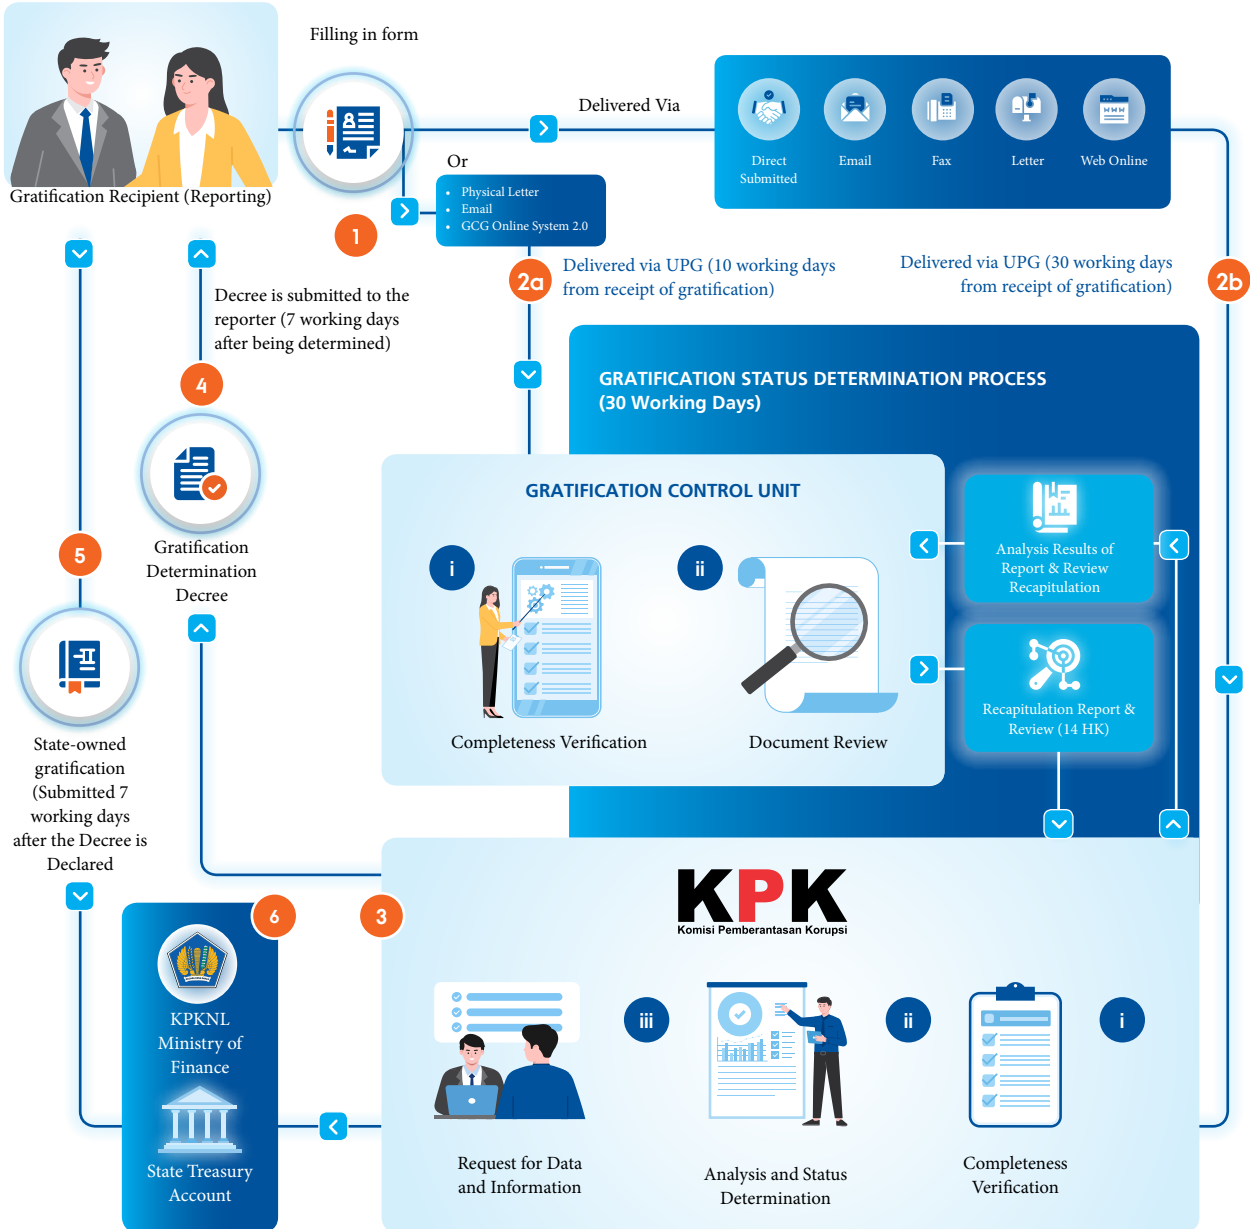 Filling in form
Gratification Recipient (Reporting)
1
Delivered Via
Direct
Submitted
Email
Fax
Letter
Web Online
WWW
Or
• Physical Letter
• Email
• GCG Online System 2.0
2a
Delivered via UPG (10 working days
from receipt of gratification)
Delivered via UPG (30 working days
from receipt of gratification)
2b
Decree is submitted to the
reporter (7 working days
after being determined)
4
Gratification
Determination
Decree
5
State-owned
gratification
(Submitted 7
working days
after the Decree is
Declared
GRATIFICATION STATUS DETERMINATION PROCESS
(30 Working Days)
GRATIFICATION CONTROL UNIT
i
Completeness Verification
ii
Document Review
Analysis Results of
Report & Review
Recapitulation
Recapitulation Report &
Review (14 HK)
6
KPKNL
Ministry of
Finance
State Treasury
Account
3
KPK
Komisi Pemberantasan Korupsi
iii
Request for Data
and Information
ii
Analysis and Status
Determination
i
Completeness
Verification